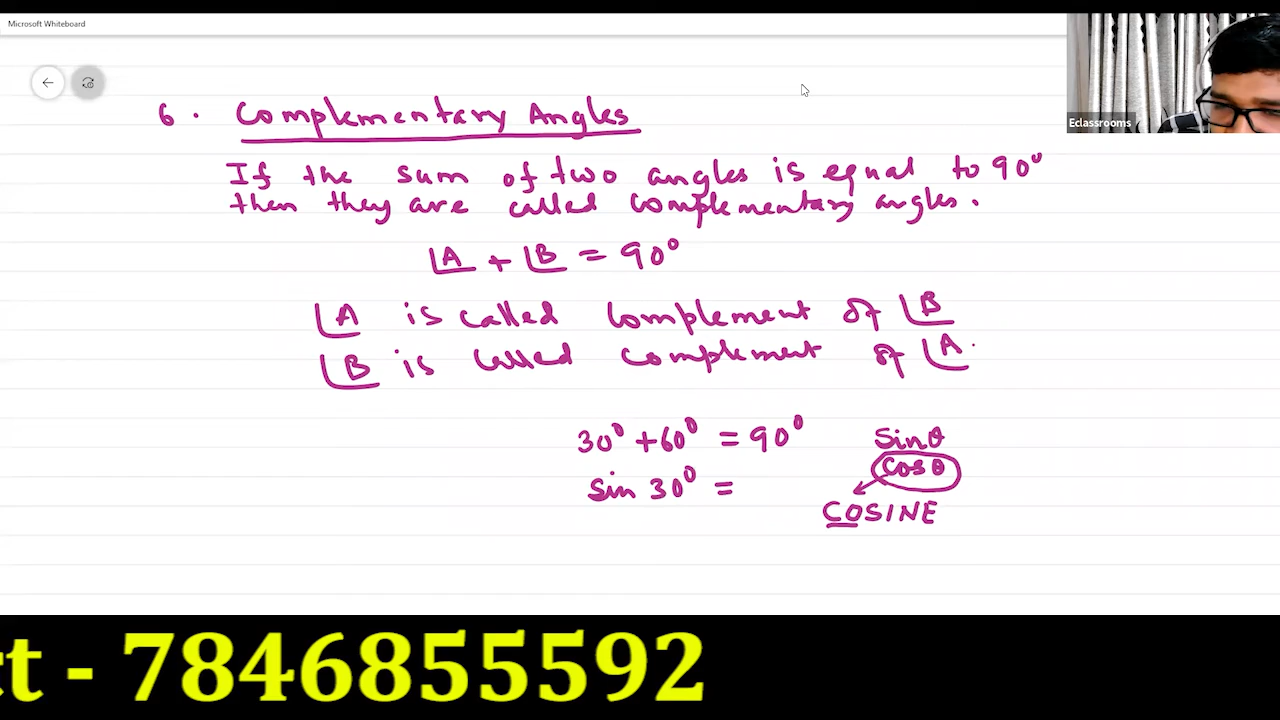 Microsoft Whiteboard
Eclassrooms
6. Complementary Angles
If the sum of two angles is equal to 90°
then they are called complementary angles.
∠A + ∠B = 90°
∠A is called complement of ∠B
∠B is called complement of ∠A.
30° + 60° = 90°
sinθ
cosθ
sin 30° =
COSINE
ct - 7846855592